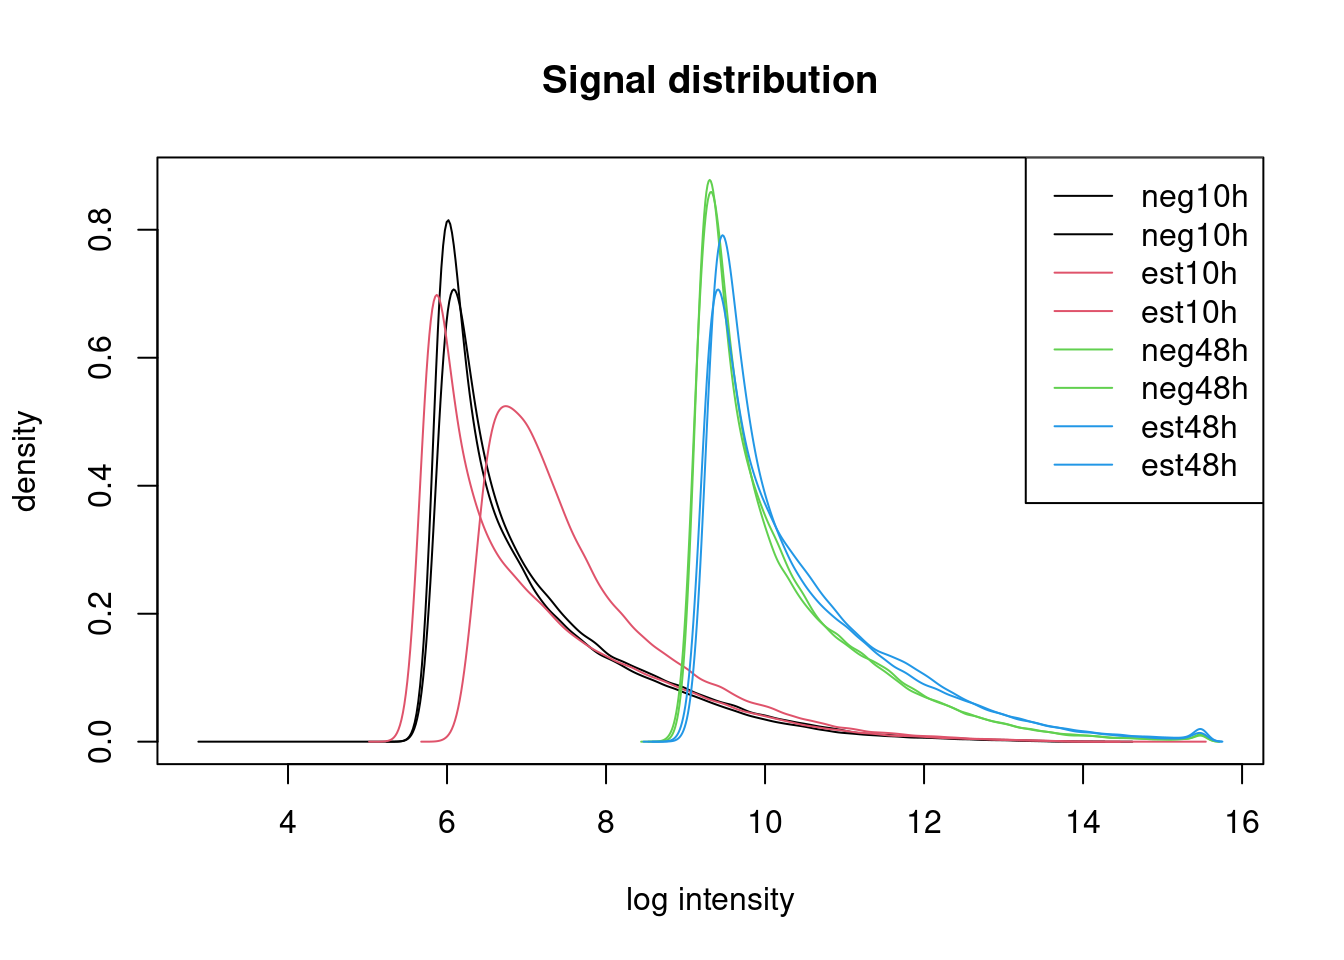 Signal distribution
density
0.0
0.2
0.4
0.6
0.8
neg10h
neg10h
est10h
est10h
neg48h
neg48h
est48h
est48h
4
6
8
10
12
14
16
log intensity